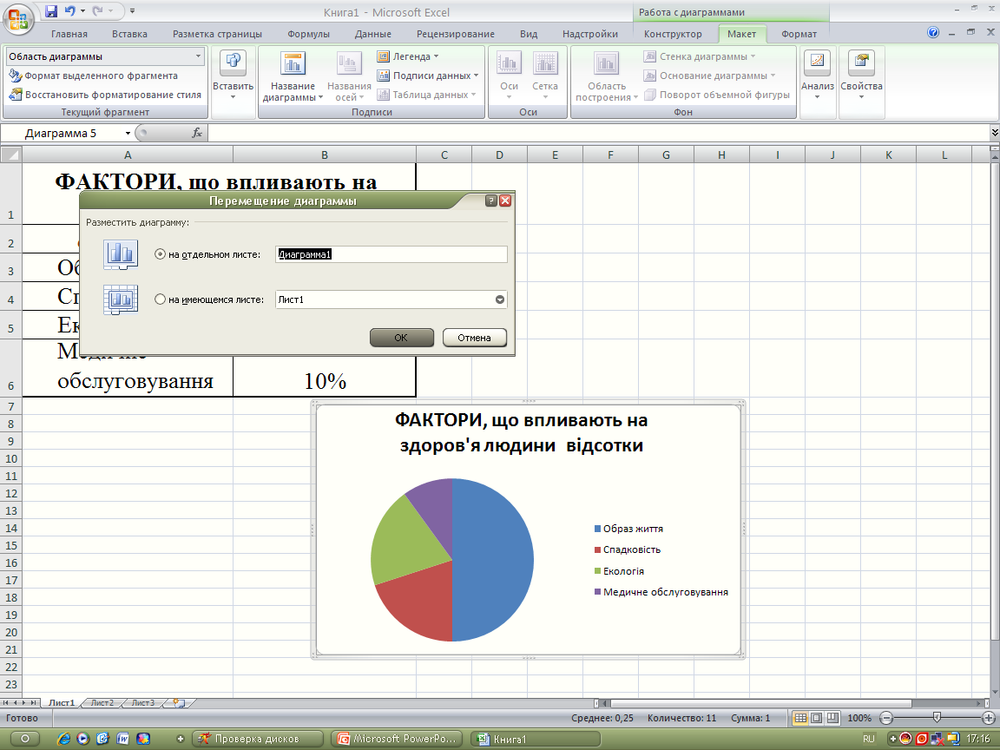 Книга1 - Microsoft Excel
Работа с диаграммами
Главная Вставка Разметка страницы Формулы Данные Рецензирование Вид Надстройки Конструктор Макет Формат
Область диаграммы
Формат выделенного фрагмента
Восстановить форматирование стиля
Текущий фрагмент
Вставить
Название диаграммы
Названия осей
Легенда
Подписи данных
Таблица данных
Подписи
Оси
Сетка
Оси
Область построения
Стенка диаграммы
Основание диаграммы
Поворот объемной фигуры
Фон
Анализ
Свойства
Диаграмма 5
fx
A B C D E F G H I J K L
1
ФАКТОРИ, що впливають на
2
3
4
5
6
обслуговування
10%
7
8
9
10
11
12
13
14
15
16
17
18
19
20
21
22
23
Перемещение диаграммы
Разместить диаграмму:
на отдельном листе:
Диаграмма1
на имеющемся листе:
Лист1
ОК
Отмена
ФАКТОРИ, що впливають на
здоров'я людини відсотки
Образ життя
Спадковість
Екологія
Медичне обслуговування
Лист1 Лист2 Лист3
Готово
Среднее: 0,25 Количество: 11 Сумма: 1
100%
Проверка дисков
Microsoft PowerPo...
Книга1
RU
17:16